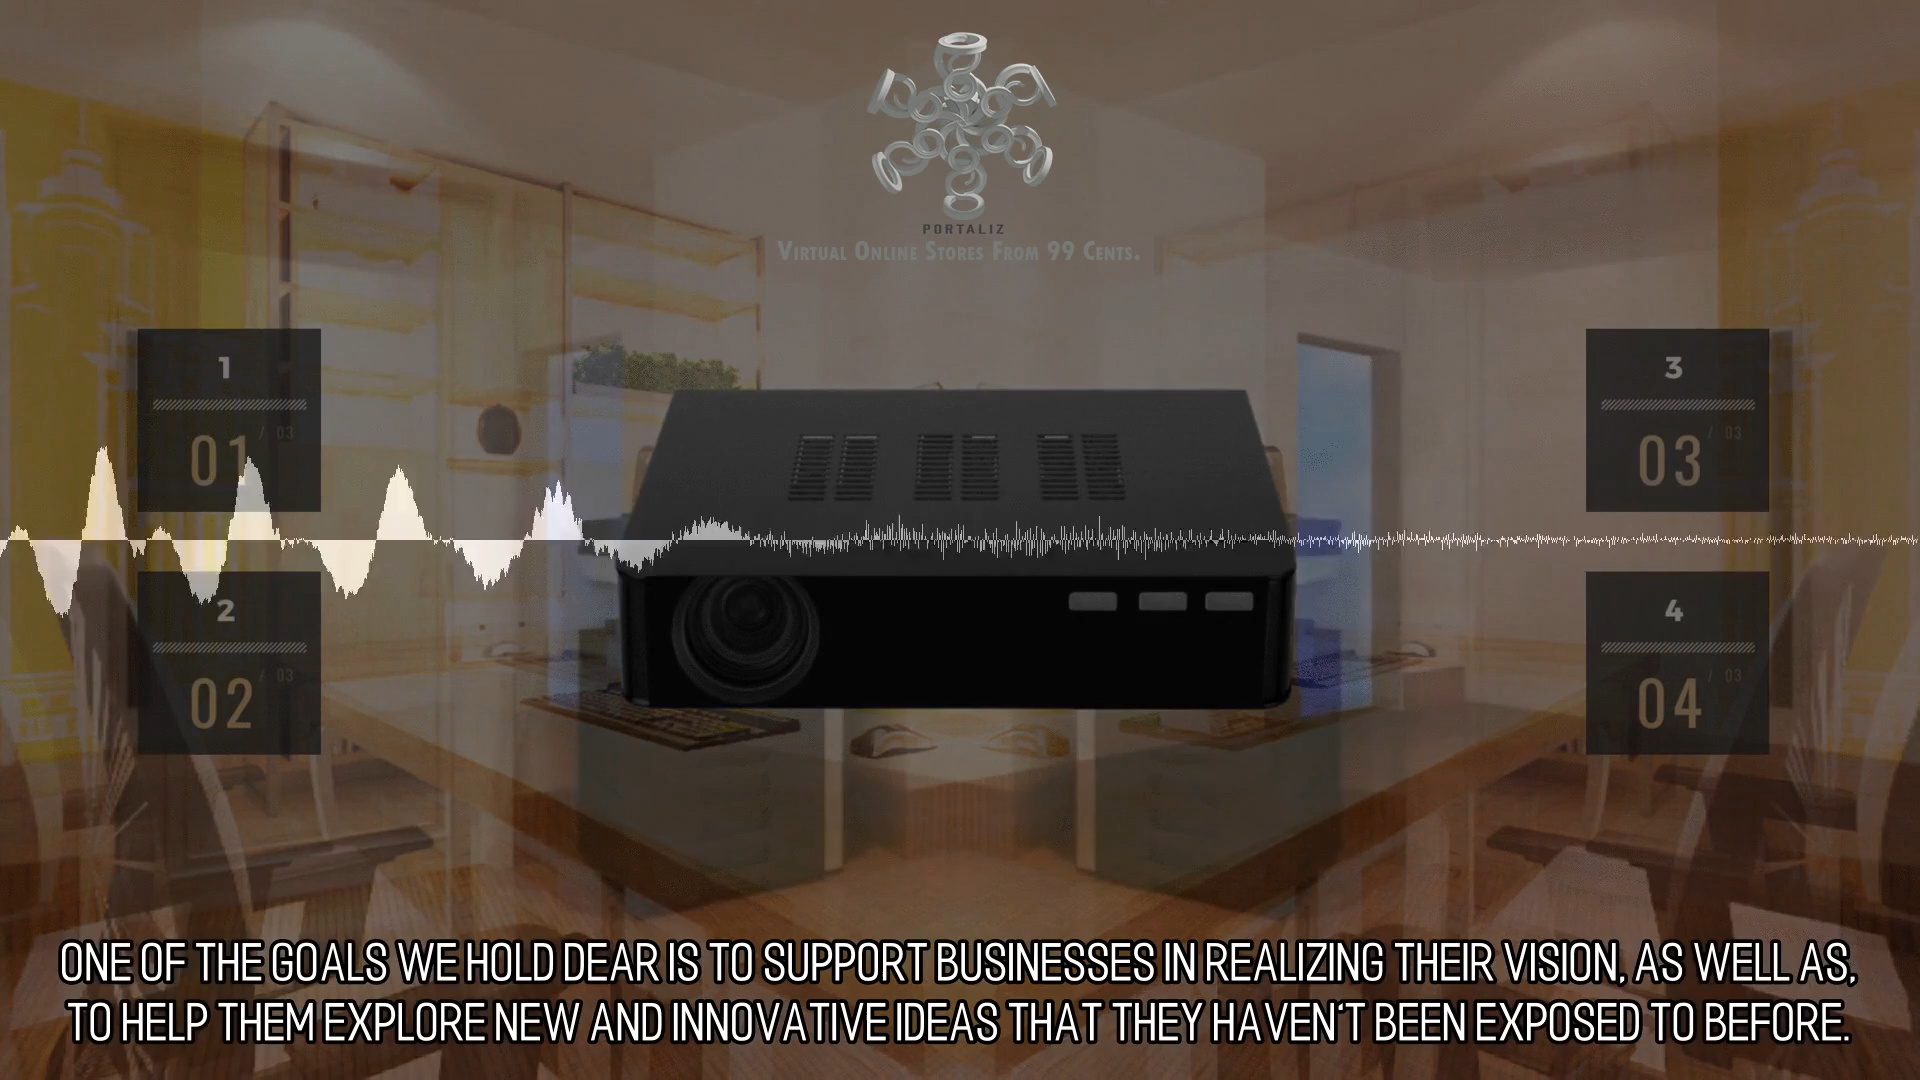 PORTALIZ
Virtual Online Stores From 99 Cents.
1
01 / 03
2
02 / 03
3
03 / 03
4
04 / 03
ONE OF THE GOALS WE HOLD DEAR IS TO SUPPORT BUSINESSES IN REALIZING THEIR VISION, AS WELL AS,
TO HELP THEM EXPLORE NEW AND INNOVATIVE IDEAS THAT THEY HAVEN'T BEEN EXPOSED TO BEFORE.